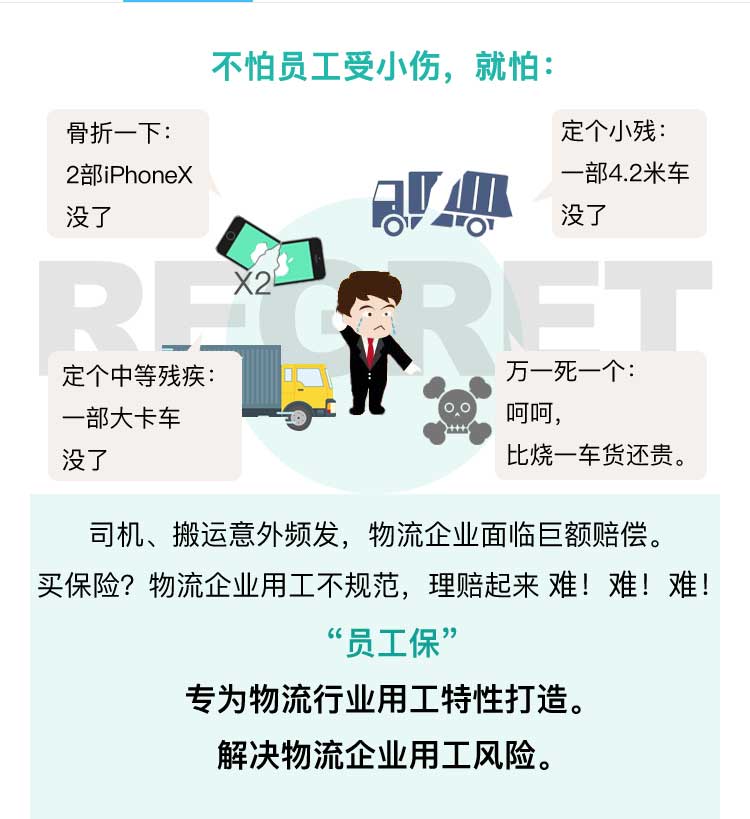 不怕员工受小伤，就怕：
骨折一下：
2部iPhoneX
没了
定个小残：
一部4.2米车
没了
X2
REGRET
定个中等残疾：
一部大卡车
没了
万一死一个：
呵呵，
比烧一车货还贵。
司机、搬运意外频发，物流企业面临巨额赔偿。
买保险？物流企业用工不规范，理赔起来 难！难！难！
“员工保”
专为物流行业用工特性打造。
解决物流企业用工风险。